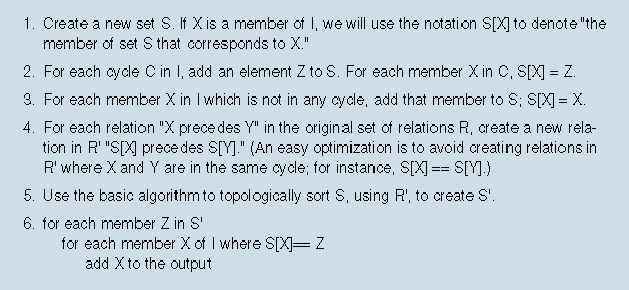 1. Create a new set S. If X is a member of I, we will use the notation S[X] to denote "the
member of set S that corresponds to X."
2. For each cycle C in I, add an element Z to S. For each member X in C, S[X] = Z.
3. For each member X in I which is not in any cycle, add that member to S; S[X] = X.
4. For each relation "X precedes Y" in the original set of relations R, create a new rela-
tion in R' "S[X] precedes S[Y]." (An easy optimization is to avoid creating relations in
R' where X and Y are in the same cycle; for instance, S[X] == S[Y].)
5. Use the basic algorithm to topologically sort S, using R', to create S'.
6. for each member Z in S'
for each member X of I where S[X]== Z
add X to the output